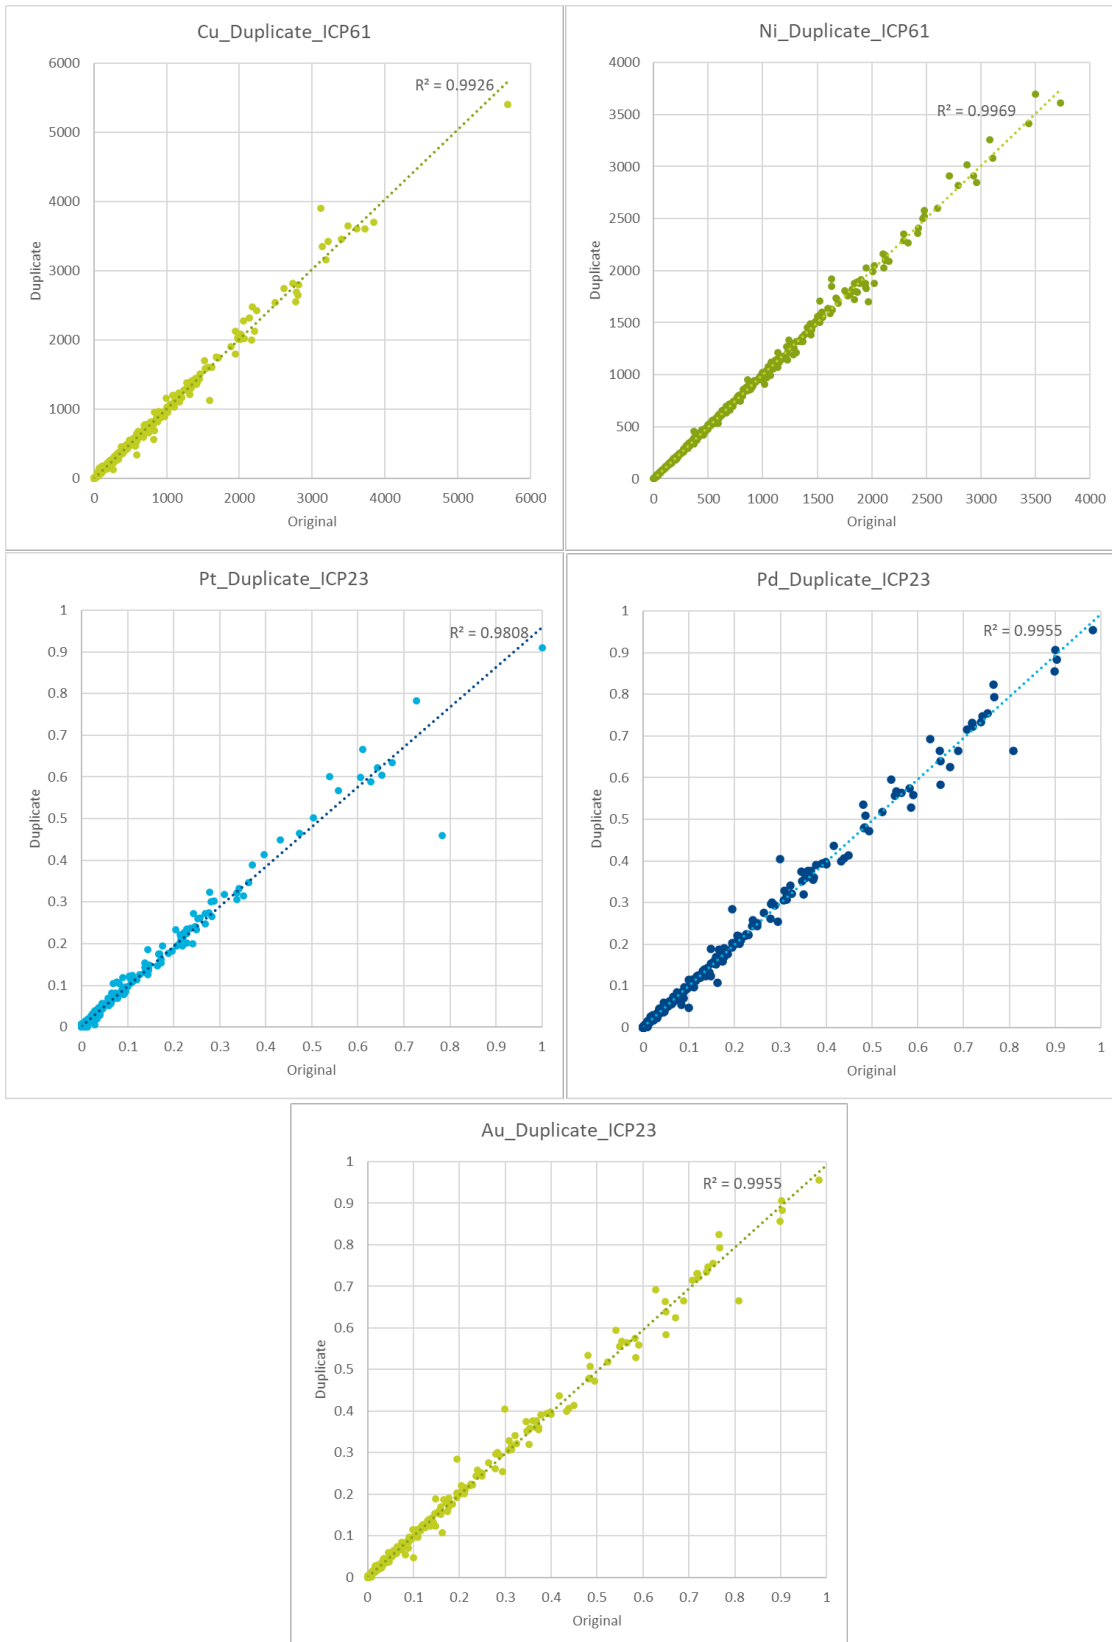 Cu_Duplicate_ICP61
6000
5000
4000
3000
2000
1000
0
R² = 0.9926
0 1000 2000 3000 4000 5000 6000
Duplicate
Original
Ni_Duplicate_ICP61
4000
3500
3000
2500
2000
1500
1000
500
0
R² = 0.9969
0 500 1000 1500 2000 2500 3000 3500 4000
Duplicate
Original
Pt_Duplicate_ICP23
1
0.9
0.8
0.7
0.6
0.5
0.4
0.3
0.2
0.1
0
R² = 0.9808
0 0.1 0.2 0.3 0.4 0.5 0.6 0.7 0.8 0.9 1
Duplicate
Original
Pd_Duplicate_ICP23
1
0.9
0.8
0.7
0.6
0.5
0.4
0.3
0.2
0.1
0
R² = 0.9955
0 0.1 0.2 0.3 0.4 0.5 0.6 0.7 0.8 0.9 1
Duplicate
Original
Au_Duplicate_ICP23
1
0.9
0.8
0.7
0.6
0.5
0.4
0.3
0.2
0.1
0
R² = 0.9955
0 0.1 0.2 0.3 0.4 0.5 0.6 0.7 0.8 0.9 1
Duplicate
Original